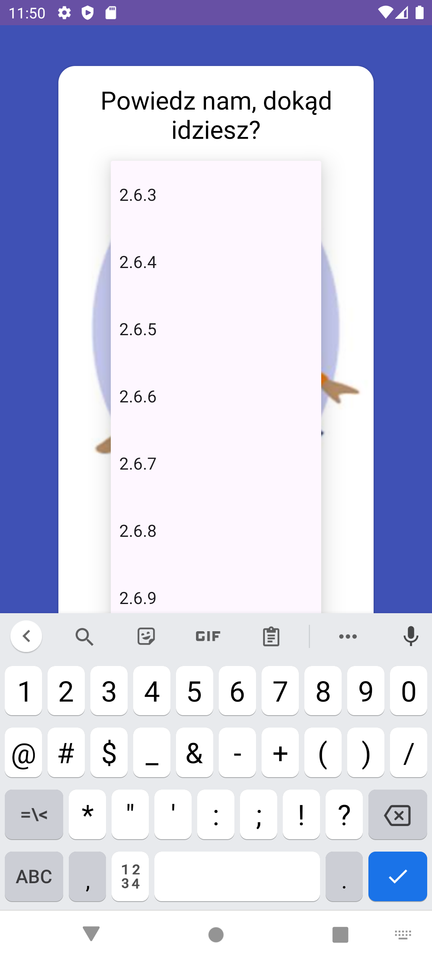 11:50
Powiedz nam, dokąd
idziesz?
2.6.3
2.6.4
2.6.5
2.6.6
2.6.7
2.6.8
2.6.9
GIF
1 2 3 4 5 6 7 8 9 0
@ # $ _ & - + ( ) /
=\< * " ' : ; ! ?
ABC , 12 .
34